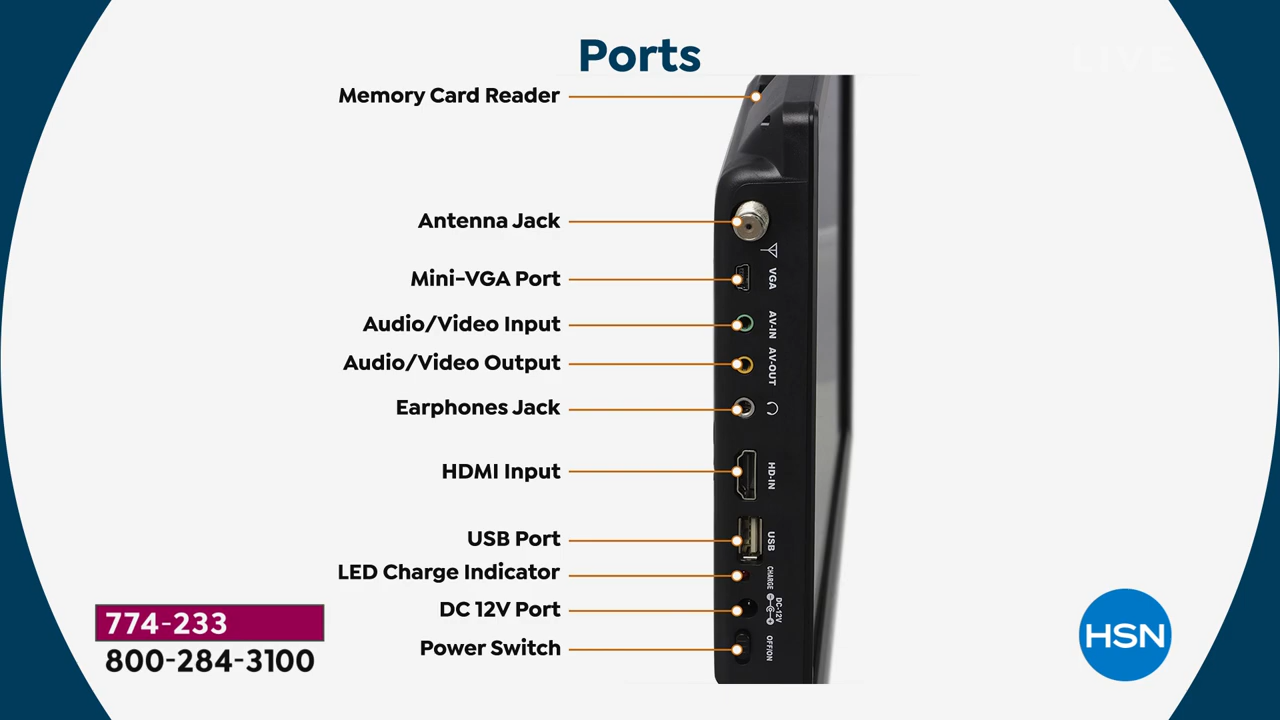 Ports
LIVE
Memory Card Reader
Antenna Jack
Mini-VGA Port
VGA
Audio/Video Input
AV-IN
Audio/Video Output
AV-OUT
Earphones Jack
HDMI Input
HD-IN
USB Port
USB
LED Charge Indicator
CHARGE
DC 12V Port
DC-12V
Power Switch
OFF/ON
774-233
800-284-3100
HSN